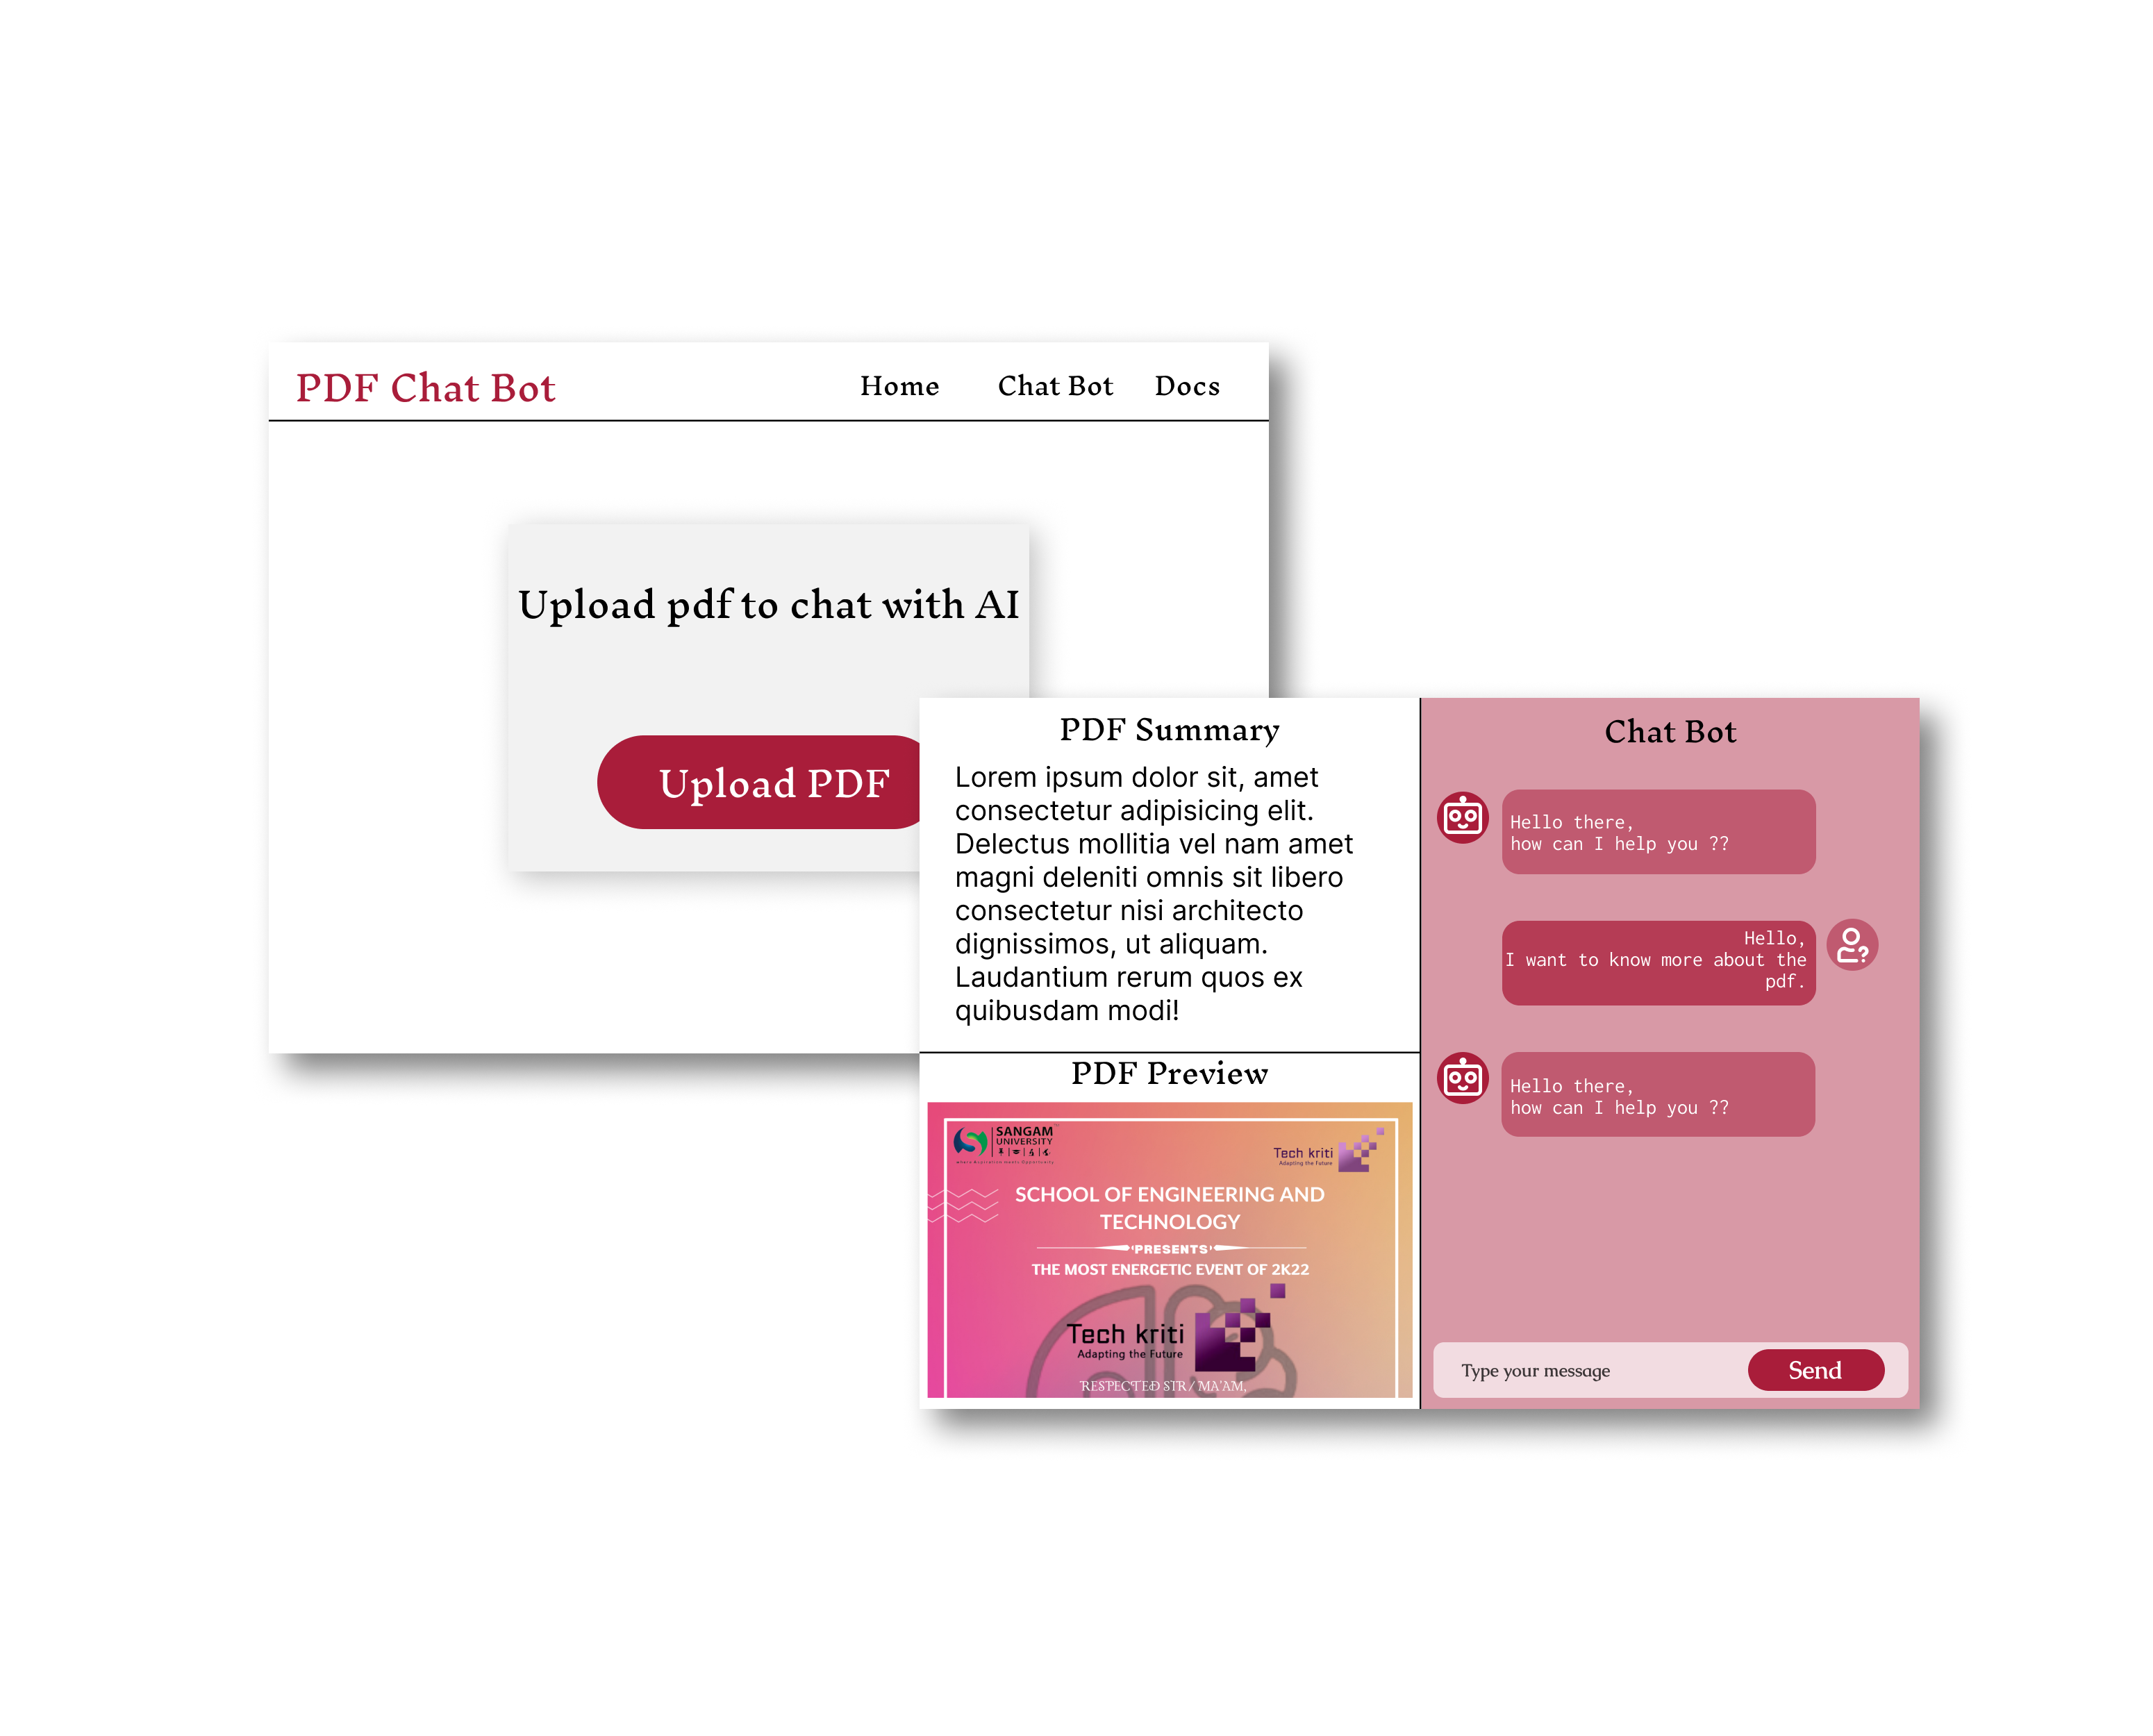 PDF Chat Bot
Home
Chat Bot
Docs
Upload pdf to chat with AI
Upload PDF
PDF Summary
Lorem ipsum dolor sit, amet
consectetur adipisicing elit.
Delectus mollitia vel nam amet
magni deleniti omnis sit libero
consectetur nisi architecto
dignissimos, ut aliquam.
Laudantium rerum quos ex
quibusdam modi!
PDF Preview
SANGAM
UNIVERSITY
where Aspiration meets Opportunity
Tech kriti
Adapting the Future
SCHOOL OF ENGINEERING AND
TECHNOLOGY
PRESENTS
THE MOST ENERGETIC EVENT OF 2K22
Tech kriti
Adapting the Future
RESPECTED SIR / MA'AM,
Chat Bot
Hello there,
how can I help you ??
Hello,
I want to know more about the
pdf.
Hello there,
how can I help you ??
Type your message
Send